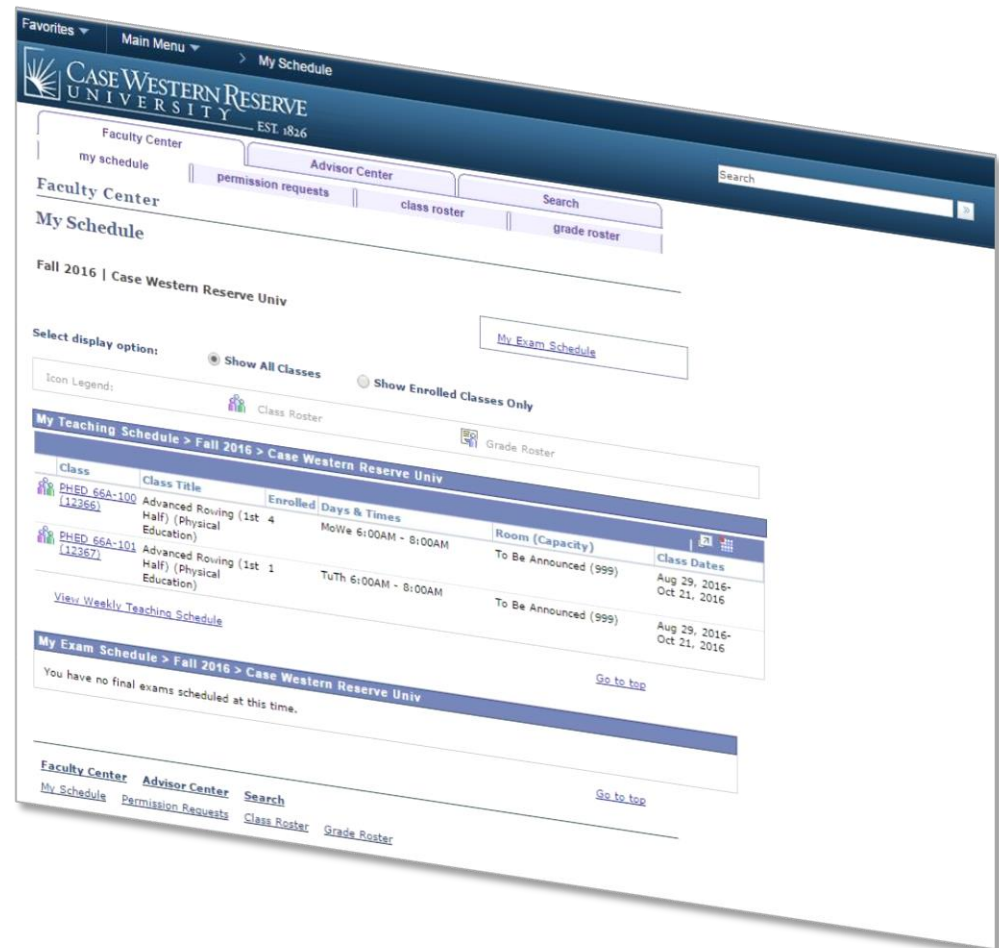 Favorites Main Menu > My Schedule
CASE WESTERN RESERVE
UNIVERSITY EST. 1826
Search
Faculty Center Advisor Center Search
my schedule permission requests class roster grade roster
Faculty Center
My Schedule
Fall 2016 | Case Western Reserve Univ
My Exam Schedule
Select display option: Show All Classes Show Enrolled Classes Only
Icon Legend: Class Roster Grade Roster
My Teaching Schedule > Fall 2016 > Case Western Reserve Univ
Class Class Title Enrolled Days & Times Room (Capacity) Class Dates
PHED 66A-100 Advanced Rowing (1st 4 MoWe 6:00AM - 8:00AM To Be Announced (999) Aug 29, 2016-
(12366) Half) (Physical Oct 21, 2016
Education)
PHED 66A-101 Advanced Rowing (1st 1 TuTh 6:00AM - 8:00AM To Be Announced (999) Aug 29, 2016-
(12367) Half) (Physical Oct 21, 2016
Education)
View Weekly Teaching Schedule
Go to top
My Exam Schedule > Fall 2016 > Case Western Reserve Univ
You have no final exams scheduled at this time.
Go to top
Faculty Center Advisor Center Search
My Schedule Permission Requests Class Roster Grade Roster